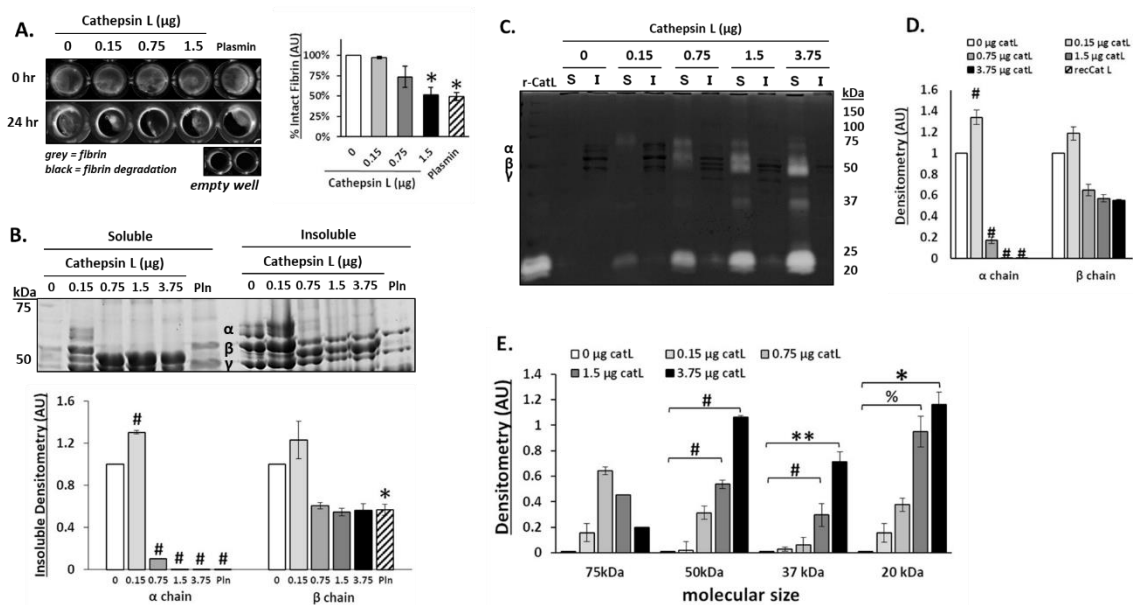 A.
Cathepsin L (µg)
0 0.15 0.75 1.5 Plasmin
0 hr
24 hr
grey = fibrin
black = fibrin degradation
empty well
% Intact Fibrin (AU)
100%
75%
50%
25%
0%
* *
0 0.15 0.75 1.5 Plasmin
Cathepsin L (µg)
B.
Soluble Insoluble
Cathepsin L (µg) Cathepsin L (µg)
kDa 0 0.15 0.75 1.5 3.75 Pln 0 0.15 0.75 1.5 3.75 Pln
75
50
α
β
γ
Insoluble Densitometry (AU)
1.6
1.2
0.8
0.4
0
# # # # # *
0 0.15 0.75 1.5 3.75 Pln 0 0.15 0.75 1.5 3.75 Pln
α chain β chain
C.
Cathepsin L (µg)
0 0.15 0.75 1.5 3.75
r-CatL S I S I S I S I S I
kDa
150
100
75
50
37
25
20
α
β
γ
D.
0 µg catL 0.15 µg catL
0.75 µg catL 1.5 µg catL
3.75 µg catL recCat L
Densitometry (AU)
1.6
1.4
1.2
1
0.8
0.6
0.4
0.2
0
# # # #
α chain β chain
E.
0 µg catL 0.15 µg catL 0.75 µg catL
1.5 µg catL 3.75 µg catL
Densitometry (AU)
1.4
1.2
1
0.8
0.6
0.4
0.2
0
# # ** # * %
75kDa 50kDa 37 kDa 20 kDa
molecular size